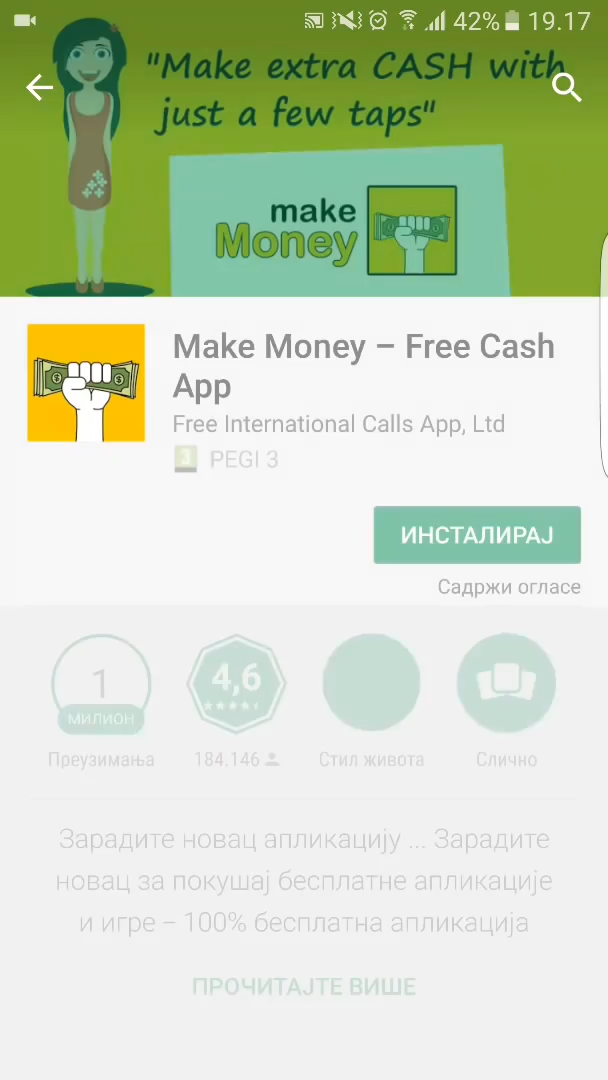 42% 19.17
"Make extra CASH with
just a few taps"
make
Money
Make Money – Free Cash
App
Free International Calls App, Ltd
3 PEGI 3
ИНСТАЛИРАЈ
Садржи огласе
1
МИЛИОН
4,6
Преузимања
184.146
Стил живота
Слично
Зарадите новац апликацију ... Зарадите
новац за покушај бесплатне апликације
и игре – 100% бесплатна апликација
ПРОЧИТАЈТЕ ВИШЕ